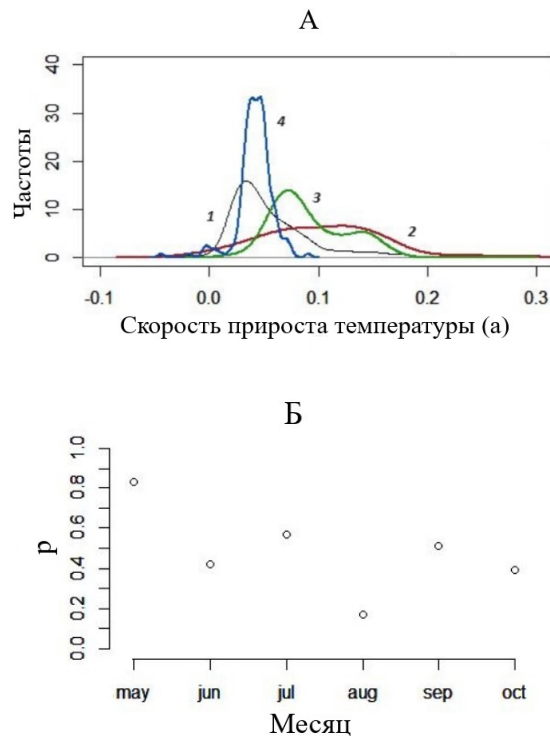 А
Частоты
40
30
20
10
0
1
2
3
4
-0.1 0.0 0.1 0.2 0.3
Скорость прироста температуры (а)
Б
p
1.0
0.8
0.6
0.4
0.2
0.0
may jun jul aug sep oct
Месяц